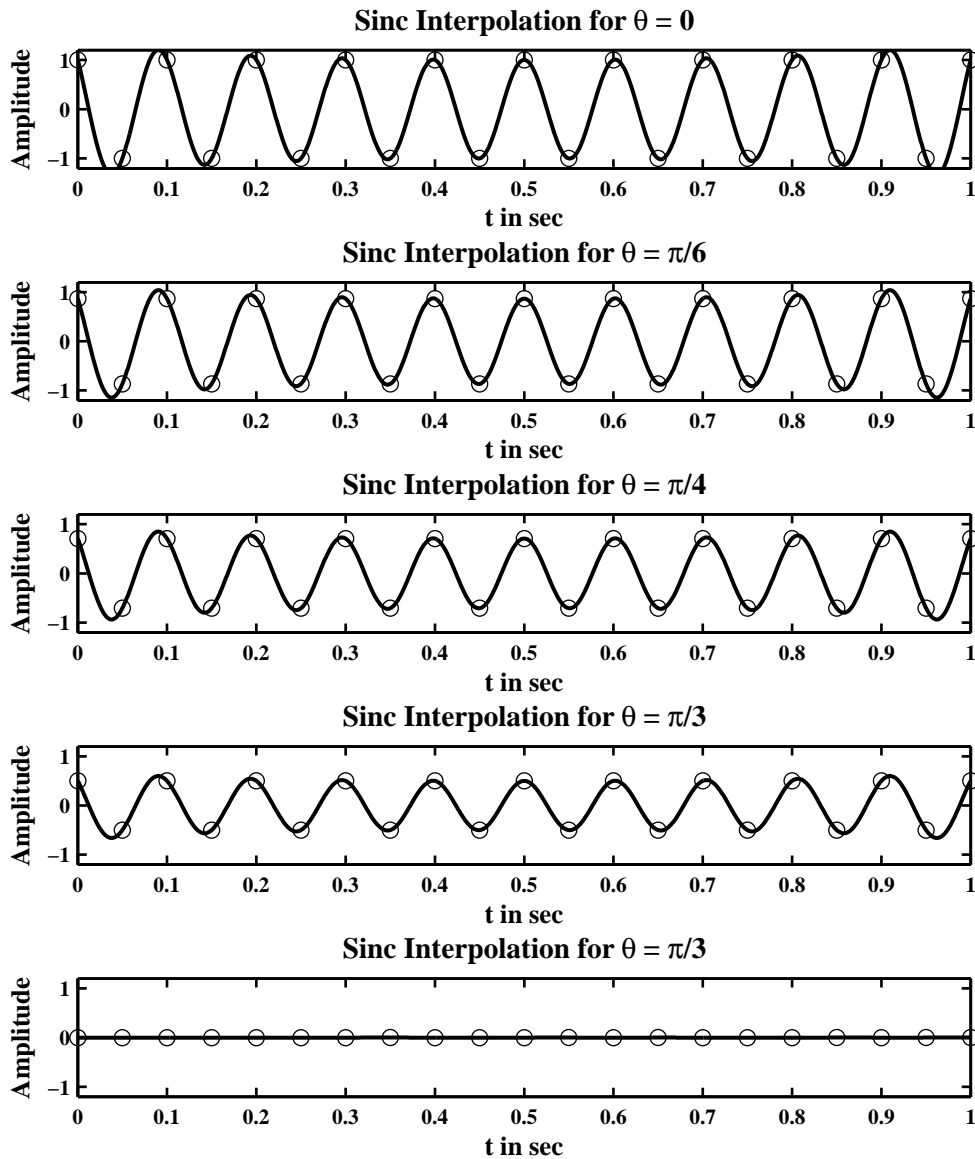 Sinc Interpolation for θ = 0
Amplitude
1
0
−1
0 0.1 0.2 0.3 0.4 0.5 0.6 0.7 0.8 0.9 1
t in sec
Sinc Interpolation for θ = π/6
Amplitude
1
0
−1
0 0.1 0.2 0.3 0.4 0.5 0.6 0.7 0.8 0.9 1
t in sec
Sinc Interpolation for θ = π/4
Amplitude
1
0
−1
0 0.1 0.2 0.3 0.4 0.5 0.6 0.7 0.8 0.9 1
t in sec
Sinc Interpolation for θ = π/3
Amplitude
1
0
−1
0 0.1 0.2 0.3 0.4 0.5 0.6 0.7 0.8 0.9 1
t in sec
Sinc Interpolation for θ = π/3
Amplitude
1
0
−1
0 0.1 0.2 0.3 0.4 0.5 0.6 0.7 0.8 0.9 1
t in sec